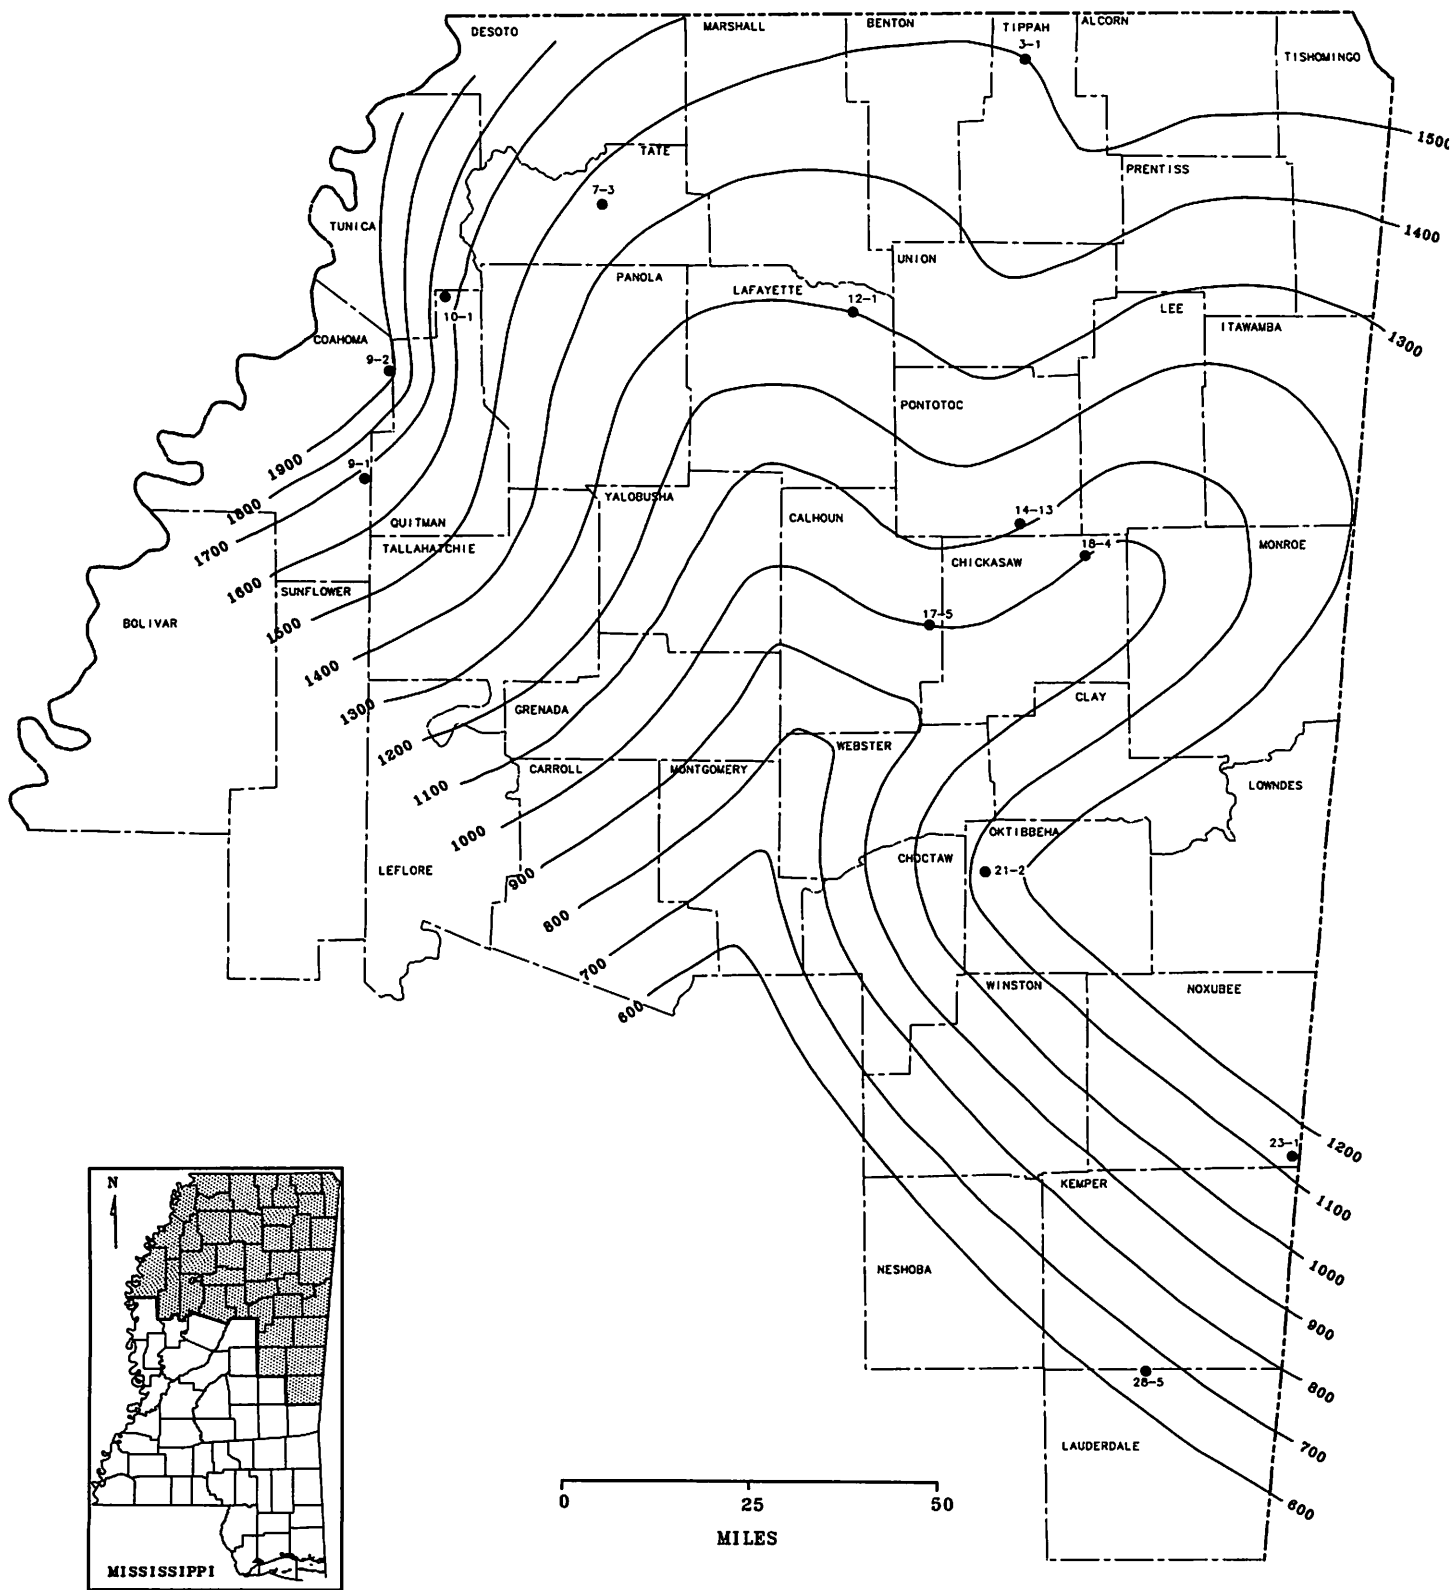 DESOTO
MARSHALL
BENTON
TIPPAH
ALCORN
3-1
TISHOMINGO
1500
TATE
PRENTISS
7-3
TUNICA
1400
UNION
PANOLA
LAFAYETTE
12-1
10-1
LEE
ITAWAMBA
COAHOMA
1300
9-2
PONTOTOC
1900
9-1
1800
YALOBUSHA
CALHOUN
14-13
QUITMAN
1700
TALLAHATCHIE
18-4
MONROE
CHICKASAW
1600
SUNFLOWER
17-5
BOLIVAR
1500
1400
CLAY
1300
GRENADA
1200
WEBSTER
CARROLL
MONTGOMERY
1100
LOWNDES
1000
OKTIBBEHA
CHOCTAW
LEFLORE
900
21-2
800
700
WINSTON
NOXUBEE
600
1200
23-1
KEMPER
N
1100
NESHOBA
1000
900
28-5
800
LAUDERDALE
700
600
0 25 50
MILES
MISSISSIPPI